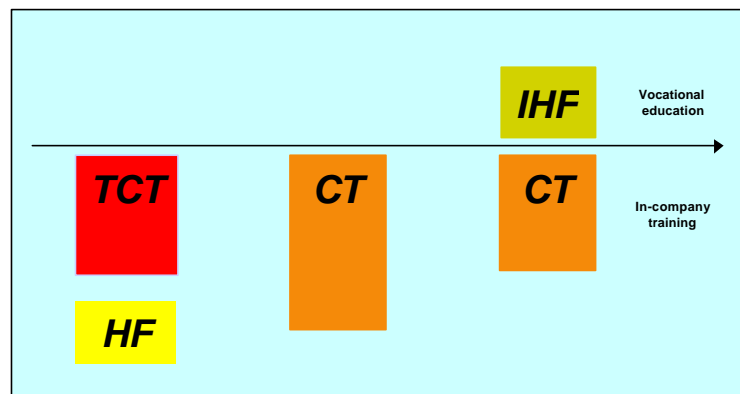 IHF
Vocational
education
TCT
CT
CT
In-company
training
HF